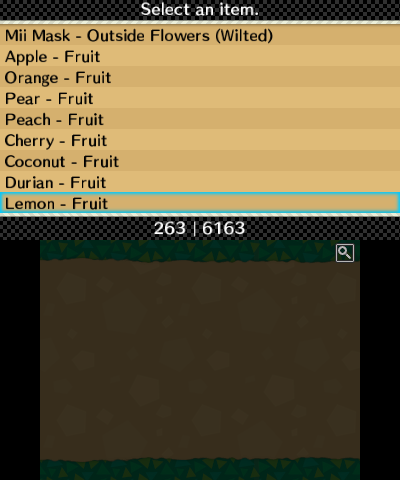 Select an item.
Mii Mask - Outside Flowers (Wilted)
Apple - Fruit
Orange - Fruit
Pear - Fruit
Peach - Fruit
Cherry - Fruit
Coconut - Fruit
Durian - Fruit
Lemon - Fruit
263 | 6163